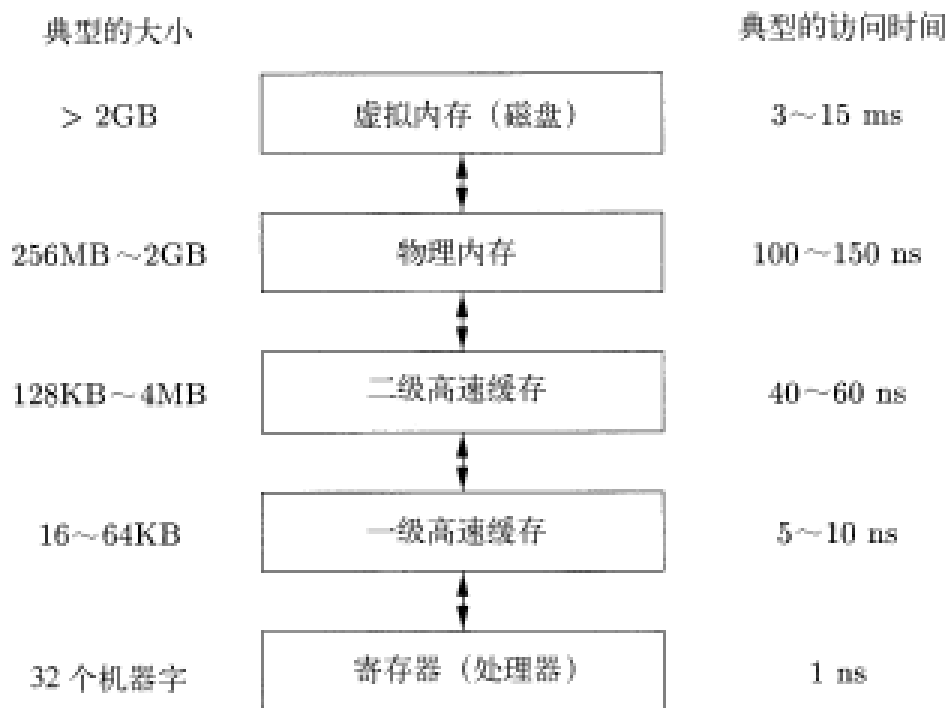 典型的大小 典型的访问时间
> 2GB 虚拟内存（磁盘） 3～15 ms
256MB～2GB 物理内存 100～150 ns
128KB～4MB 二级高速缓存 40～60 ns
16～64KB 一级高速缓存 5～10 ns
32 个机器字 寄存器（处理器） 1 ns